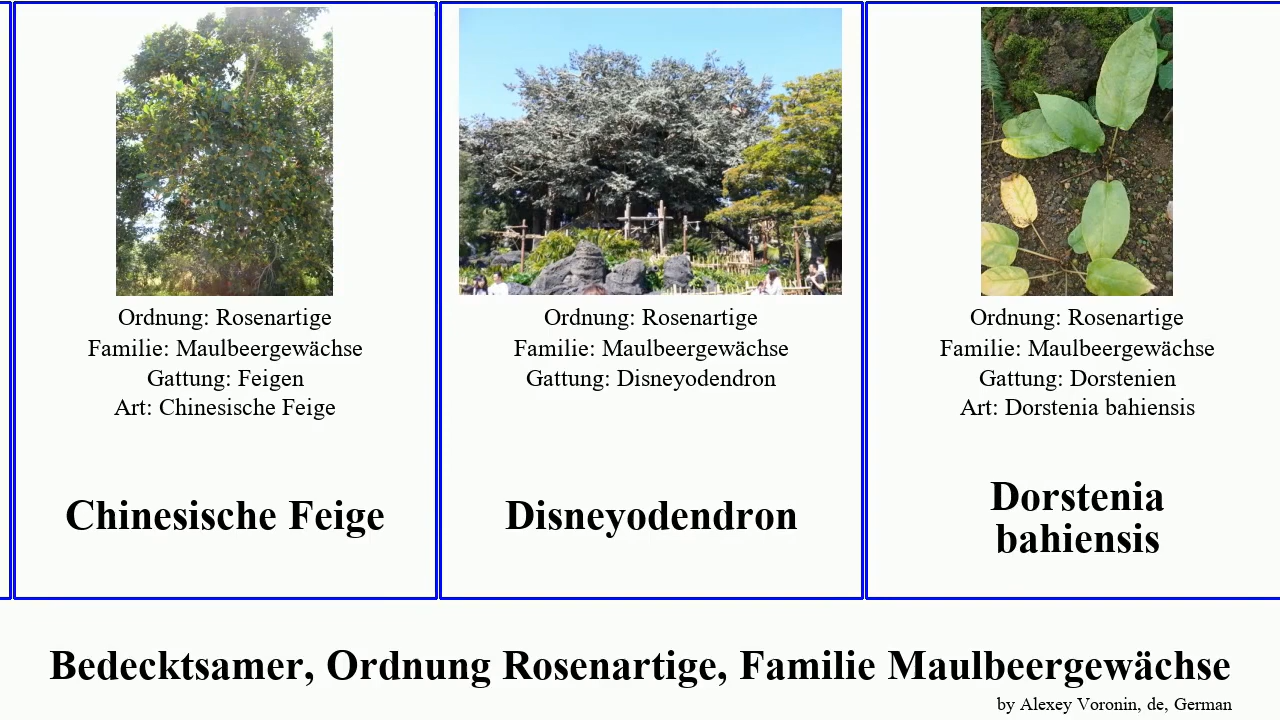 Ordnung: Rosenartige
Familie: Maulbeergewächse
Gattung: Feigen
Art: Chinesische Feige
Chinesische Feige
Ordnung: Rosenartige
Familie: Maulbeergewächse
Gattung: Disneyodendron
Disneyodendron
Ordnung: Rosenartige
Familie: Maulbeergewächse
Gattung: Dorstenien
Art: Dorstenia bahiensis
Dorstenia
bahiensis
Bedecktsamer, Ordnung Rosenartige, Familie Maulbeergewächse
by Alexey Voronin, de, German